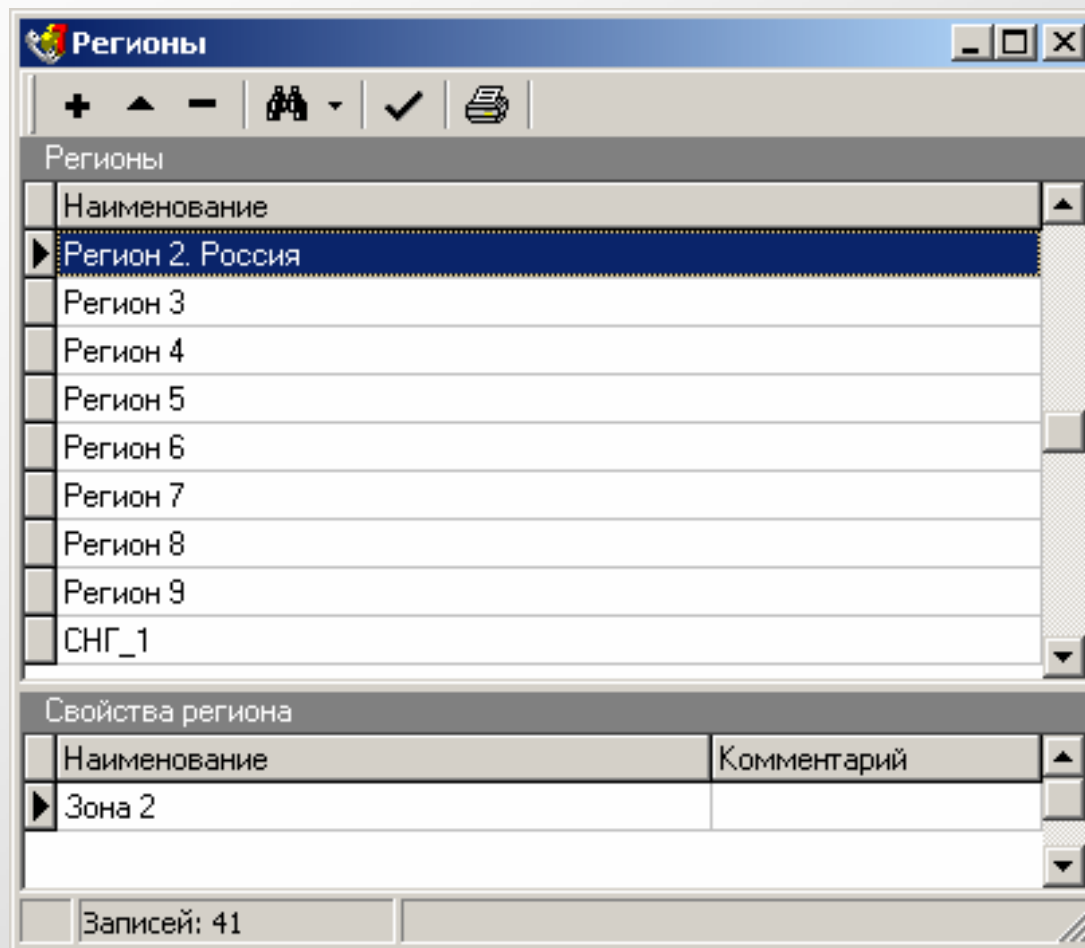 Регионы
Регионы
Наименование
Регион 2. Россия
Регион 3
Регион 4
Регион 5
Регион 6
Регион 7
Регион 8
Регион 9
СНГ_1
Свойства региона
Наименование Комментарий
Зона 2
Записей: 41